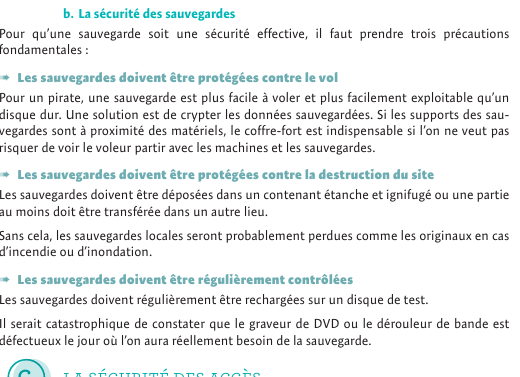 b. La sécurité des sauvegardes
Pour qu'une sauvegarde soit une sécurité effective, il faut prendre trois précautions
fondamentales :
➠ Les sauvegardes doivent être protégées contre le vol
Pour un pirate, une sauvegarde est plus facile à voler et plus facilement exploitable qu'un
disque dur. Une solution est de crypter les données sauvegardées. Si les supports des sau-
vegardes sont à proximité des matériels, le coffre-fort est indispensable si l'on ne veut pas
risquer de voir le voleur partir avec les machines et les sauvegardes.
➠ Les sauvegardes doivent être protégées contre la destruction du site
Les sauvegardes doivent être déposées dans un contenant étanche et ignifugé ou une partie
au moins doit être transférée dans un autre lieu.
Sans cela, les sauvegardes locales seront probablement perdues comme les originaux en cas
d'incendie ou d'inondation.
➠ Les sauvegardes doivent être régulièrement contrôlées
Les sauvegardes doivent régulièrement être rechargées sur un disque de test.
Il serait catastrophique de constater que le graveur de DVD ou le dérouleur de bande est
défectueux le jour où l'on aura réellement besoin de la sauvegarde.
C LA SÉCURITÉ DES ACCÈS